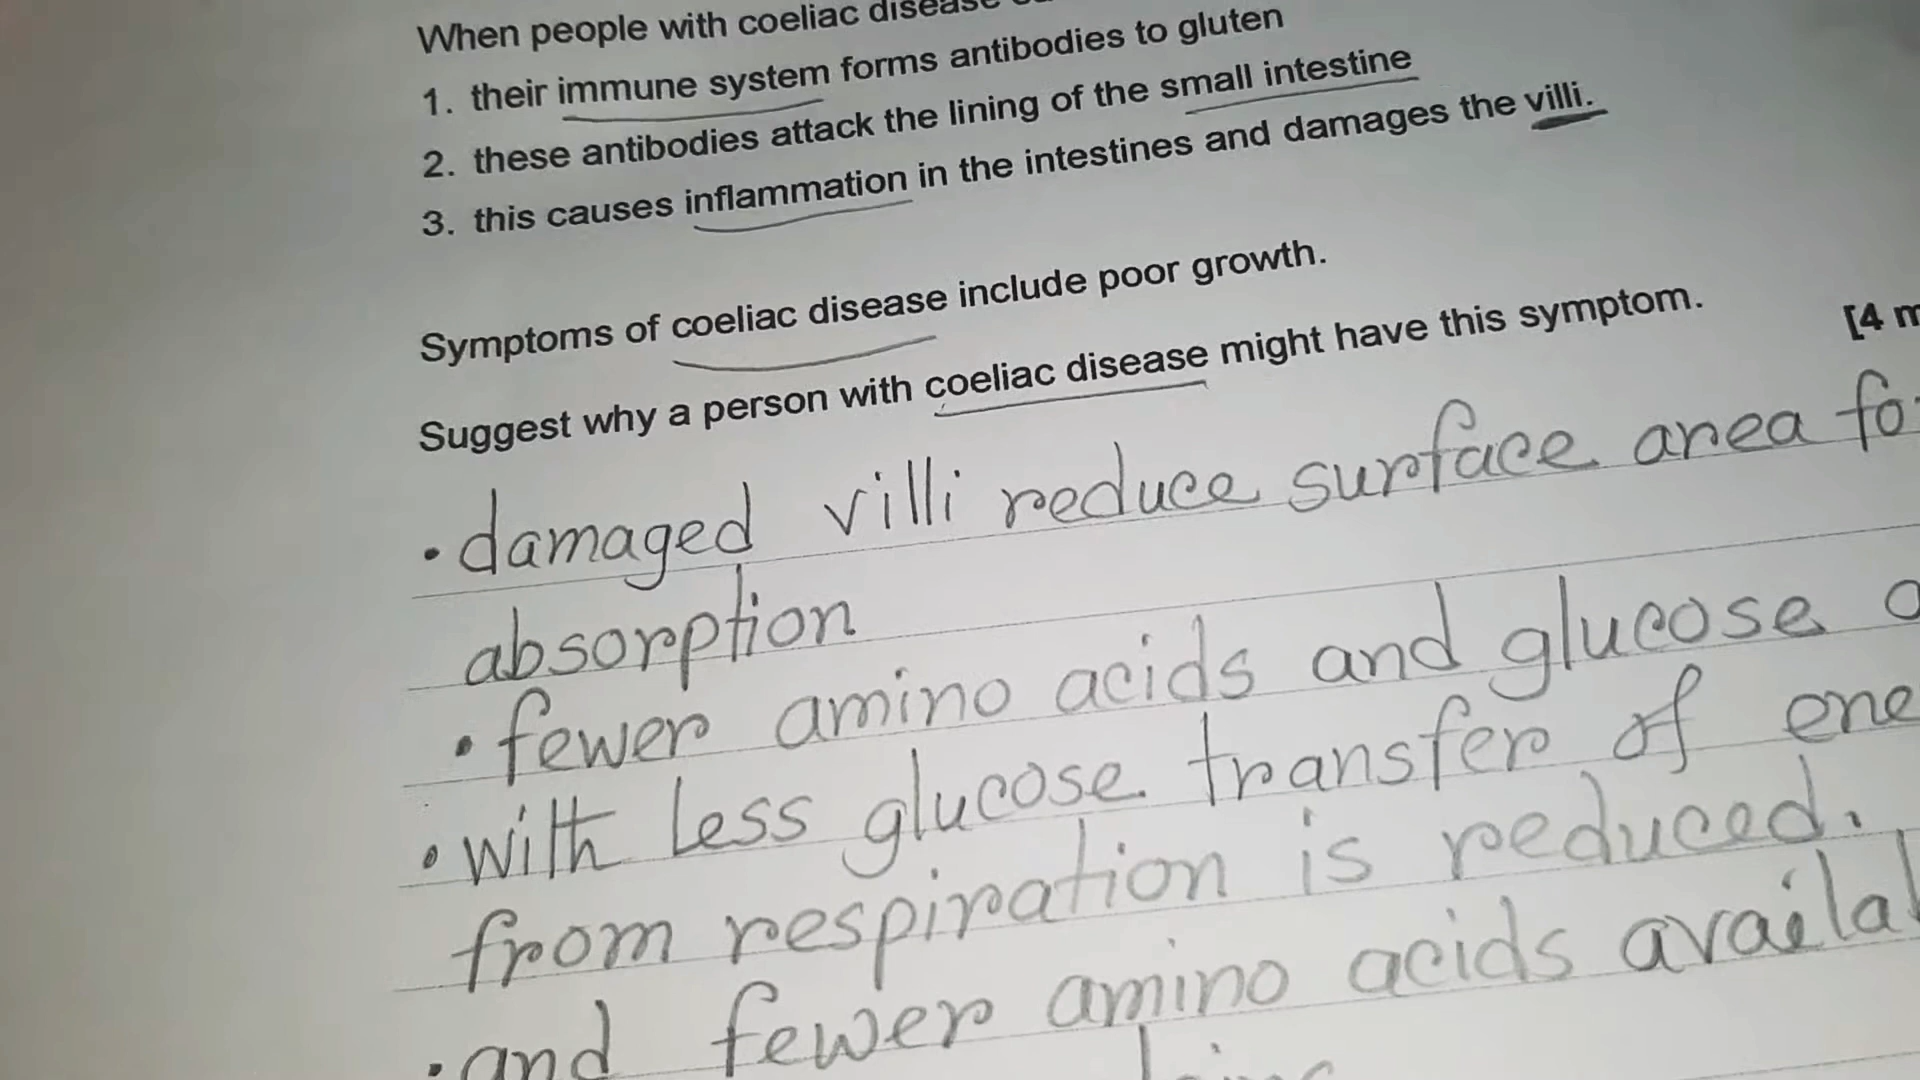 When people with coeliac disease
1. their immune system forms antibodies to gluten
2. these antibodies attack the lining of the small intestine
3. this causes inflammation in the intestines and damages the villi.
Symptoms of coeliac disease include poor growth.
Suggest why a person with coeliac disease might have this symptom.
[4 m
• damaged villi reduce surface area fo
absorption
• fewer amino acids and glucose a
• with less glucose transfer of ene
from respiration is reduced.
• and fewer amino acids availa